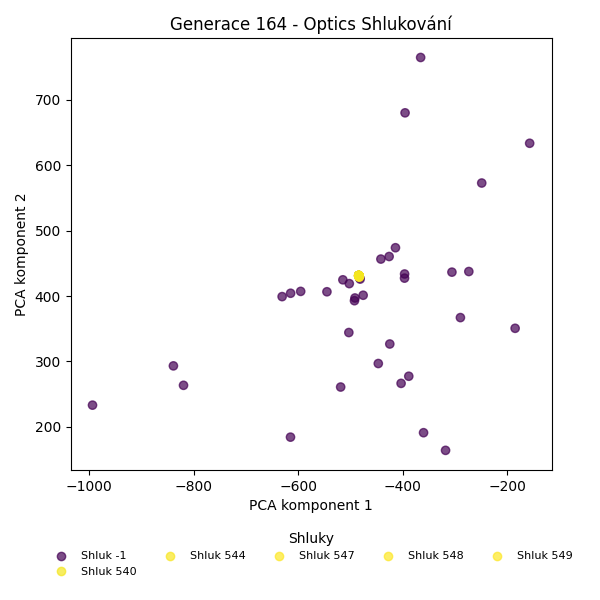 Generace 164 - Optics Shlukování
PCA komponent 2
700
600
500
400
300
200
−1000 −800 −600 −400 −200
PCA komponent 1
Shluky
Shluk -1 Shluk 544 Shluk 547 Shluk 548 Shluk 549
Shluk 540